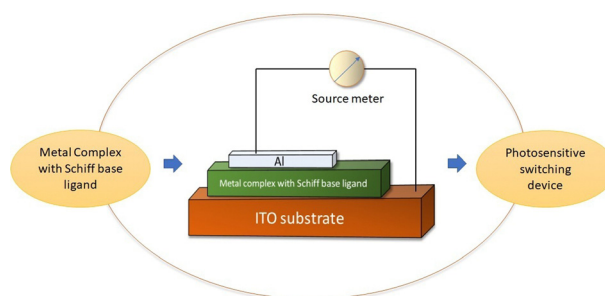 Source meter
Metal Complex
with Schiff base
ligand
Al
Metal complex with Schiff base ligand
ITO substrate
Photosensitive
switching
device